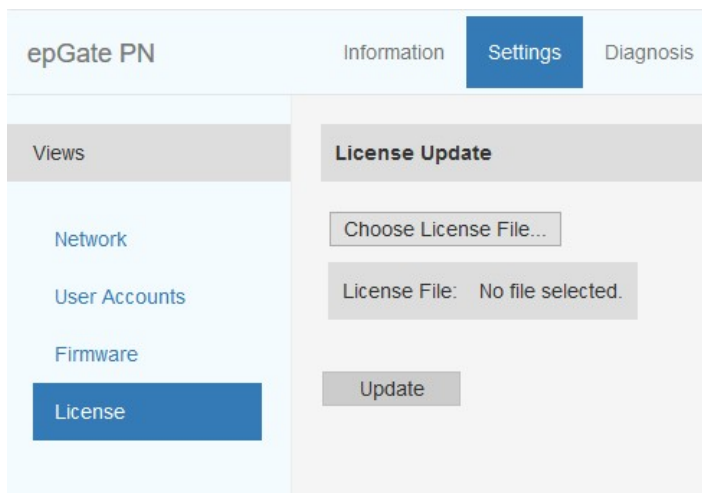 epGate PN Information Settings Diagnosis
Views
Network
User Accounts
Firmware
License
License Update
Choose License File...
License File: No file selected.
Update